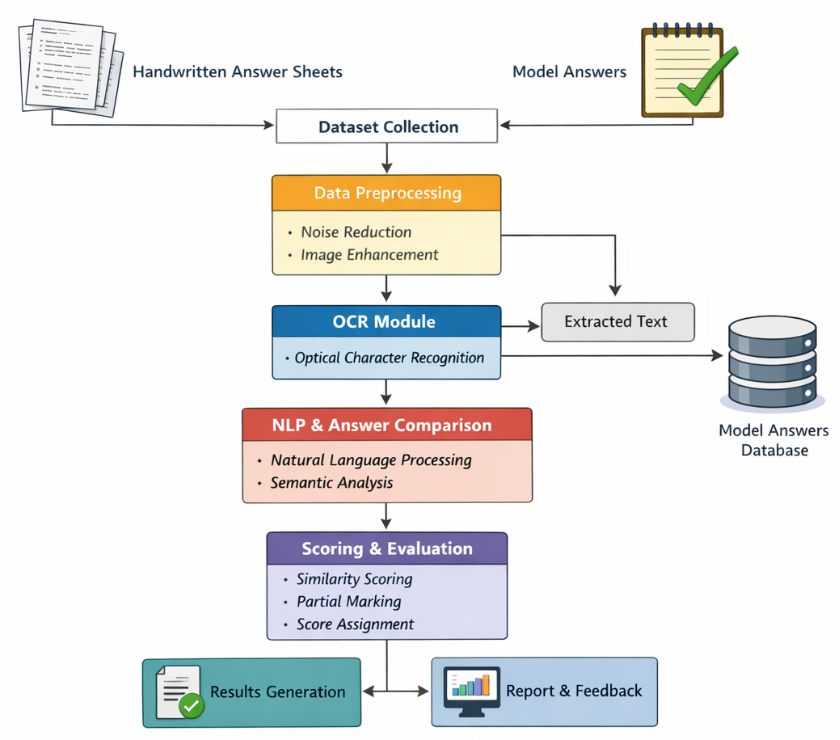 Handwritten Answer Sheets
Model Answers
Dataset Collection
Data Preprocessing
• Noise Reduction
• Image Enhancement
OCR Module
Extracted Text
• Optical Character Recognition
Model Answers
Database
NLP & Answer Comparison
• Natural Language Processing
• Semantic Analysis
Scoring & Evaluation
• Similarity Scoring
• Partial Marking
• Score Assignment
Results Generation
Report & Feedback